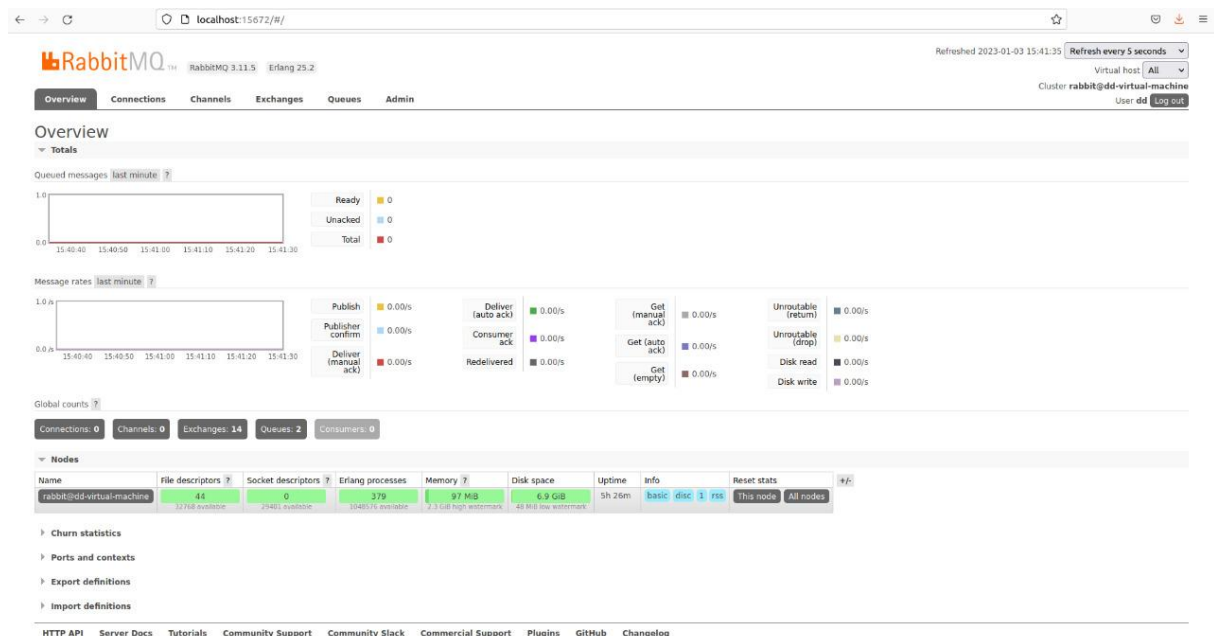 localhost:15672/#/
RabbitMQ TM RabbitMQ 3.11.5 Erlang 25.2
Refreshed 2023-01-03 15:41:35 Refresh every 5 seconds
Virtual host All
Cluster rabbit@dd-virtual-machine
User dd Log out
Overview Connections Channels Exchanges Queues Admin
Overview
Totals
Queued messages last minute ?
1.0
0.0
15:40:40 15:40:50 15:41:00 15:41:10 15:41:20 15:41:30
Ready 0
Unacked 0
Total 0
Message rates last minute ?
1.0 /s
0.0 /s
15:40:40 15:40:50 15:41:00 15:41:10 15:41:20 15:41:30
Publish 0.00/s
Publisher
confirm 0.00/s
Deliver
(manual
ack) 0.00/s
Deliver
(auto ack) 0.00/s
Consumer
ack 0.00/s
Redelivered 0.00/s
Get
(manual
ack) 0.00/s
Get (auto
ack) 0.00/s
Get
(empty) 0.00/s
Unroutable
(return) 0.00/s
Unroutable
(drop) 0.00/s
Disk read 0.00/s
Disk write 0.00/s
Global counts ?
Connections: 0 Channels: 0 Exchanges: 14 Queues: 2 Consumers: 0
Nodes
Name File descriptors ? Socket descriptors ? Erlang processes Memory ? Disk space Uptime Info Reset stats +/-
rabbit@dd-virtual-machine 44 0 379 97 MiB 6.9 GiB 5h 26m basic disc 1 rss This node All nodes
32768 available 29401 available 1048576 available 2.3 GiB high watermark 48 MiB low watermark
Churn statistics
Ports and contexts
Export definitions
Import definitions
HTTP API Server Docs Tutorials Community Support Community Slack Commercial Support Plugins GitHub Changelog